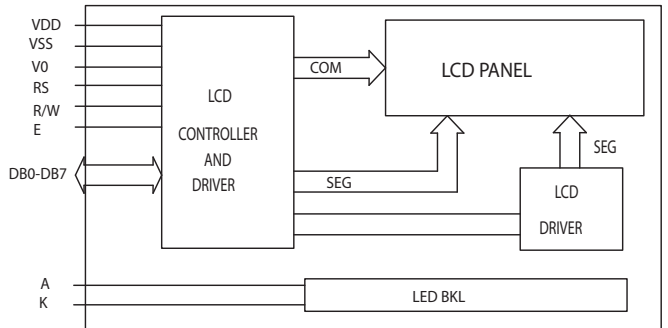 VDD
VSS
V0
RS
R/W
E
DB0-DB7
LCD
CONTROLLER
AND
DRIVER
COM
LCD PANEL
SEG
SEG
LCD
DRIVER
A
K
LED BKL